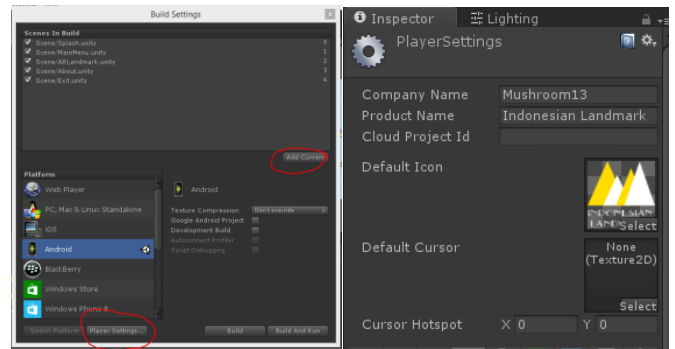 Build Settings
Scenes In Build
Scene/Splash.unity 0
Scene/MainMenu.unity 1
Scene/ARLandmark.unity 2
Scene/About.unity 3
Scene/Exit.unity 4
Add Current
Platform
Web Player
PC, Mac & Linux Standalone
iOS
Android
BlackBerry
Windows Store
Windows Phone 8
Android
Texture Compression Don't override
Google Android Project
Development Build
Autoconnect Profiler
Script Debugging
Switch Platform Player Settings...
Build Build And Run
Inspector Lighting
PlayerSettings
Company Name Mushroom13
Product Name Indonesian Landmark
Cloud Project Id
Default Icon
INDONESIAN
Select
Default Cursor
None
(Texture2D)
Select
Cursor Hotspot X 0 Y 0